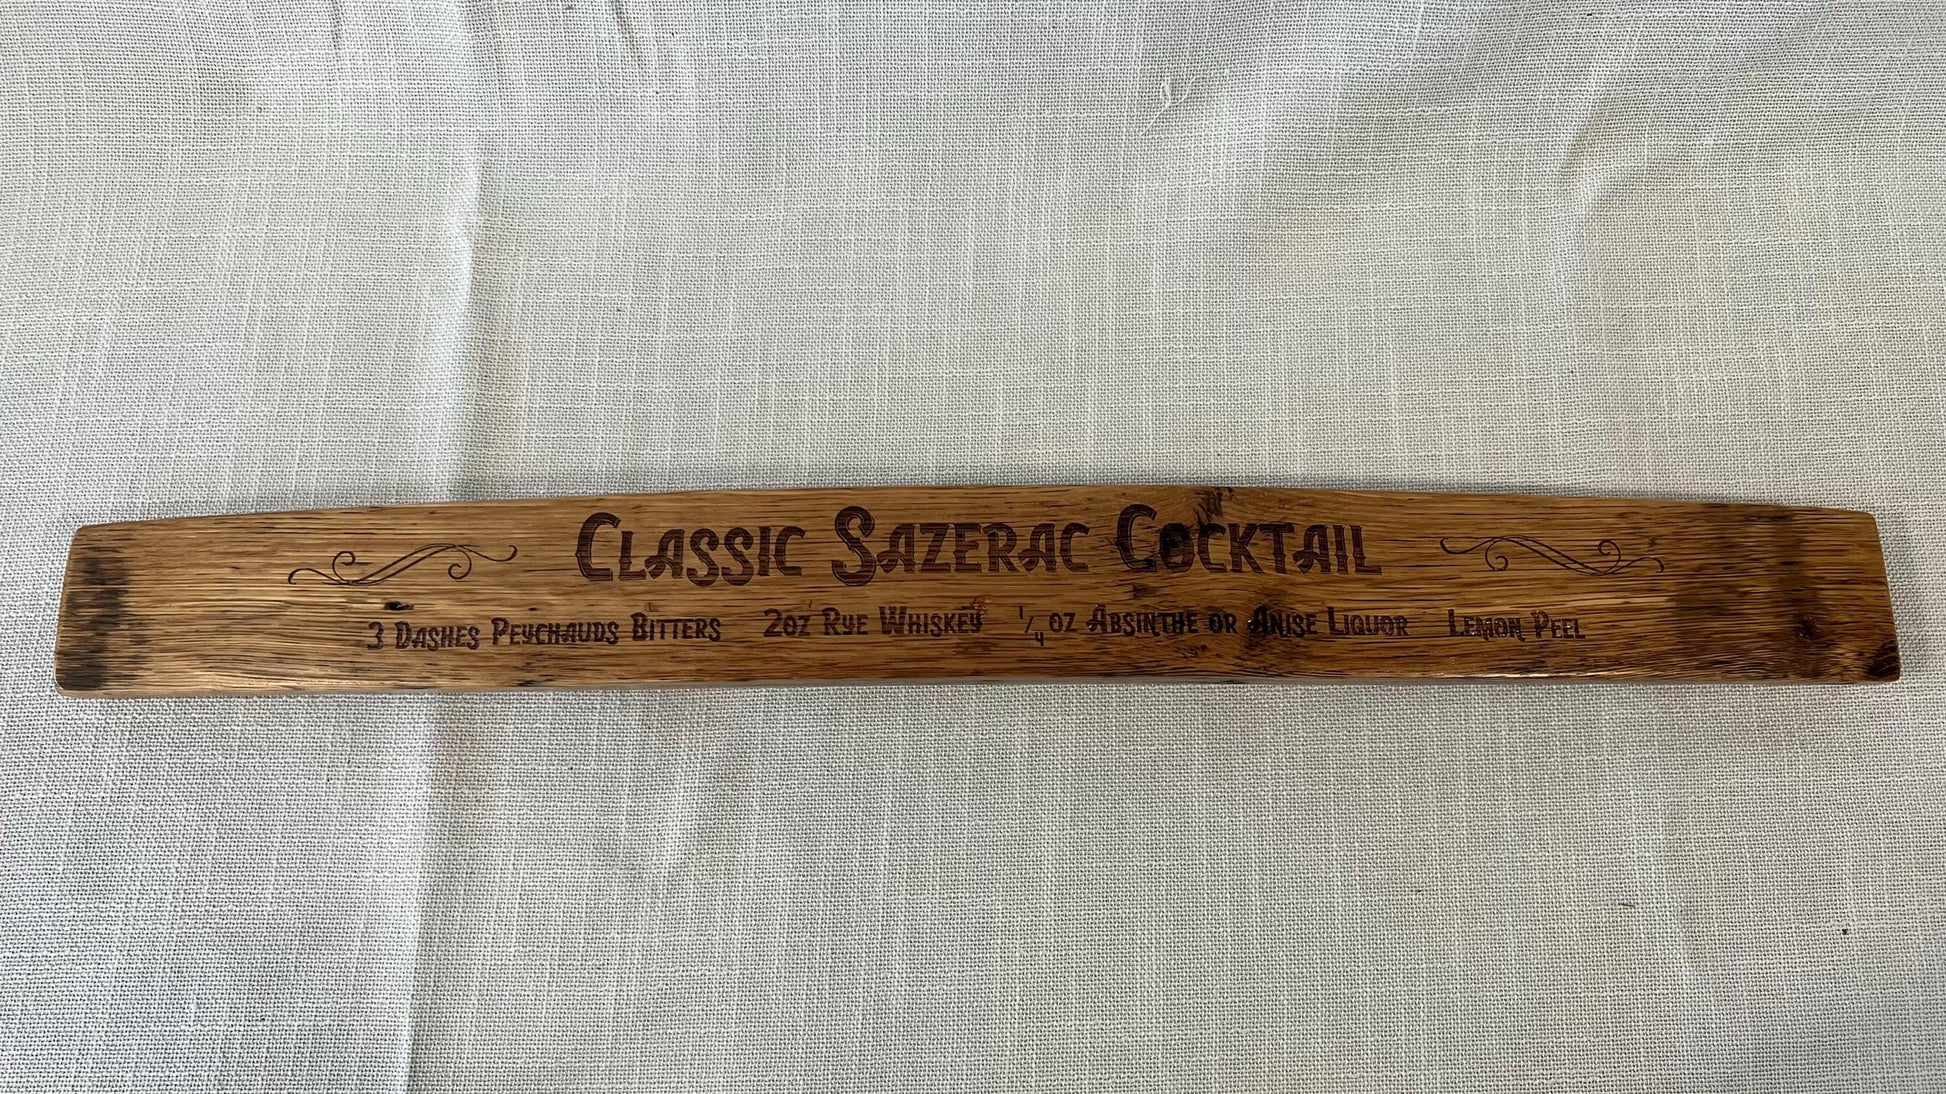 Classic Sazerac Cocktail
3 Dashes Peychauds Bitters 2oz Rye Whiskey 1/4 oz Absinthe or Anise Liquor Lemon Peel